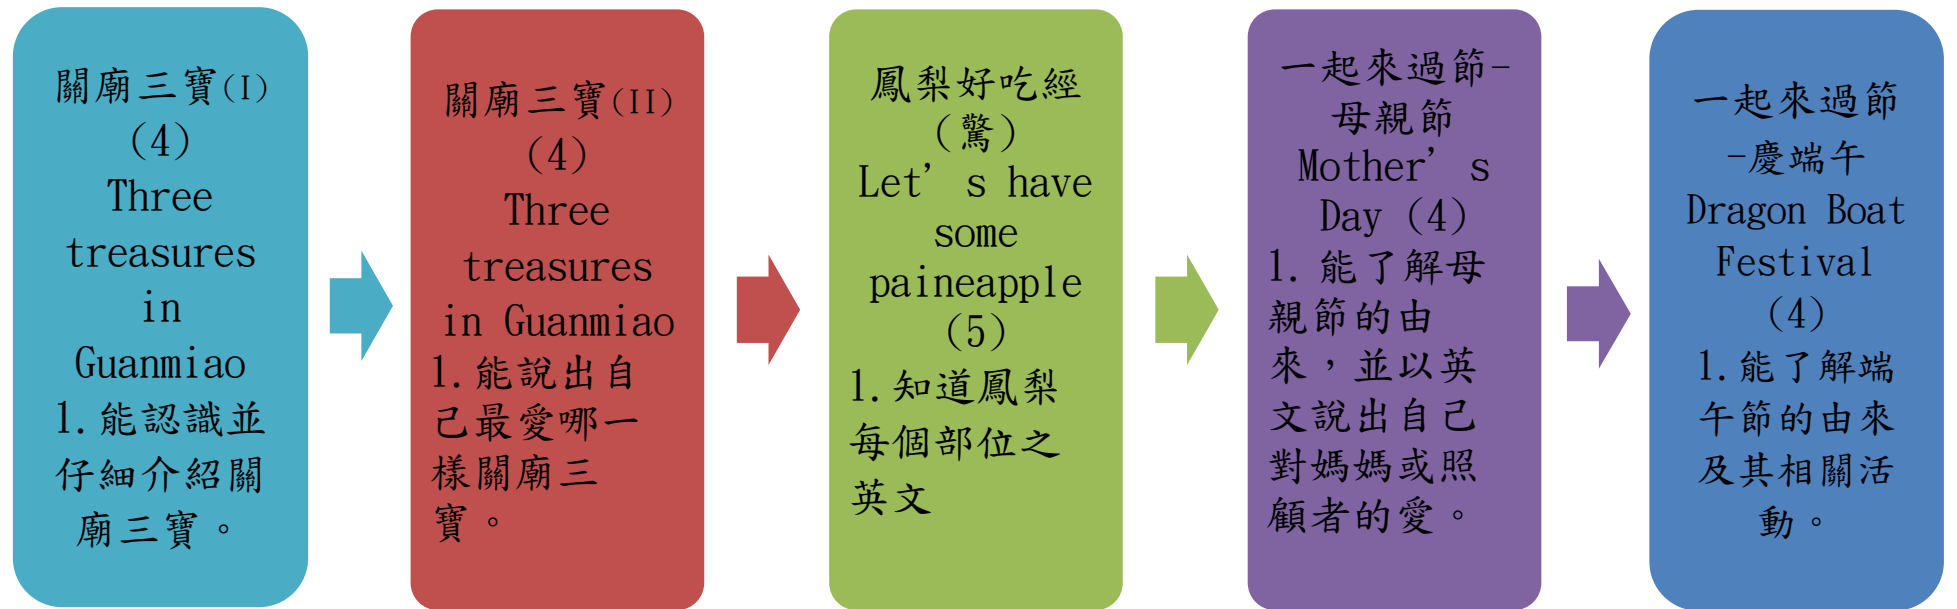 關廟三寶(I)
(4)
Three
treasures
in
Guanmiao
1.能認識並
仔細介紹關
廟三寶。
關廟三寶(II)
(4)
Three
treasures
in Guanmiao
1.能說出自
己最愛哪一
樣關廟三
寶。
鳳梨好吃經
(驚)
Let’s have
some
paineapple
(5)
1.知道鳳梨
每個部位之
英文
一起來過節-
母親節
Mother’s
Day (4)
1.能了解母
親節的由
來，並以英
文說出自己
對媽媽或照
顧者的愛。
一起來過節
-慶端午
Dragon Boat
Festival
(4)
1.能了解端
午節的由來
及其相關活
動。